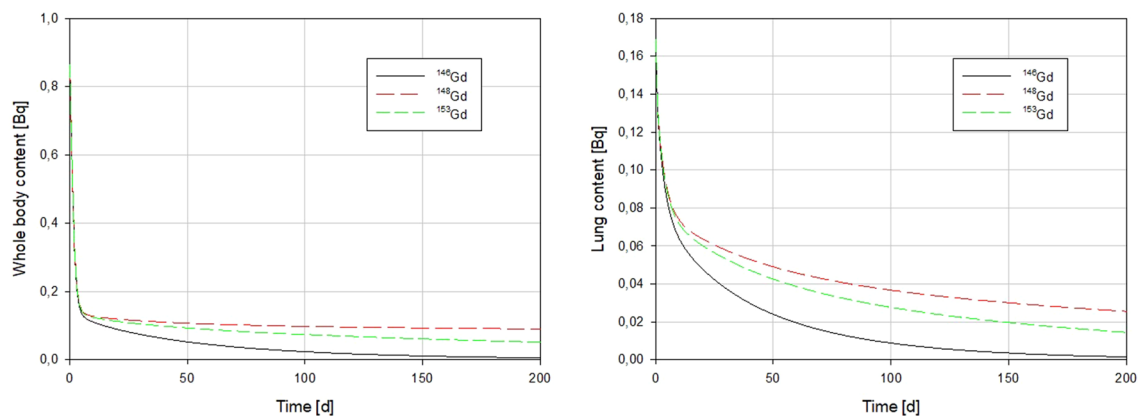 1,0
0,8
0,6
0,4
0,2
0,0
Whole body content [Bq]
0
50
100
150
200
Time [d]
¹⁴⁶Gd
¹⁴⁸Gd
¹⁵³Gd
0,18
0,16
0,14
0,12
0,10
0,08
0,06
0,04
0,02
0,00
Lung content [Bq]
0
50
100
150
200
Time [d]
¹⁴⁶Gd
¹⁴⁸Gd
¹⁵³Gd